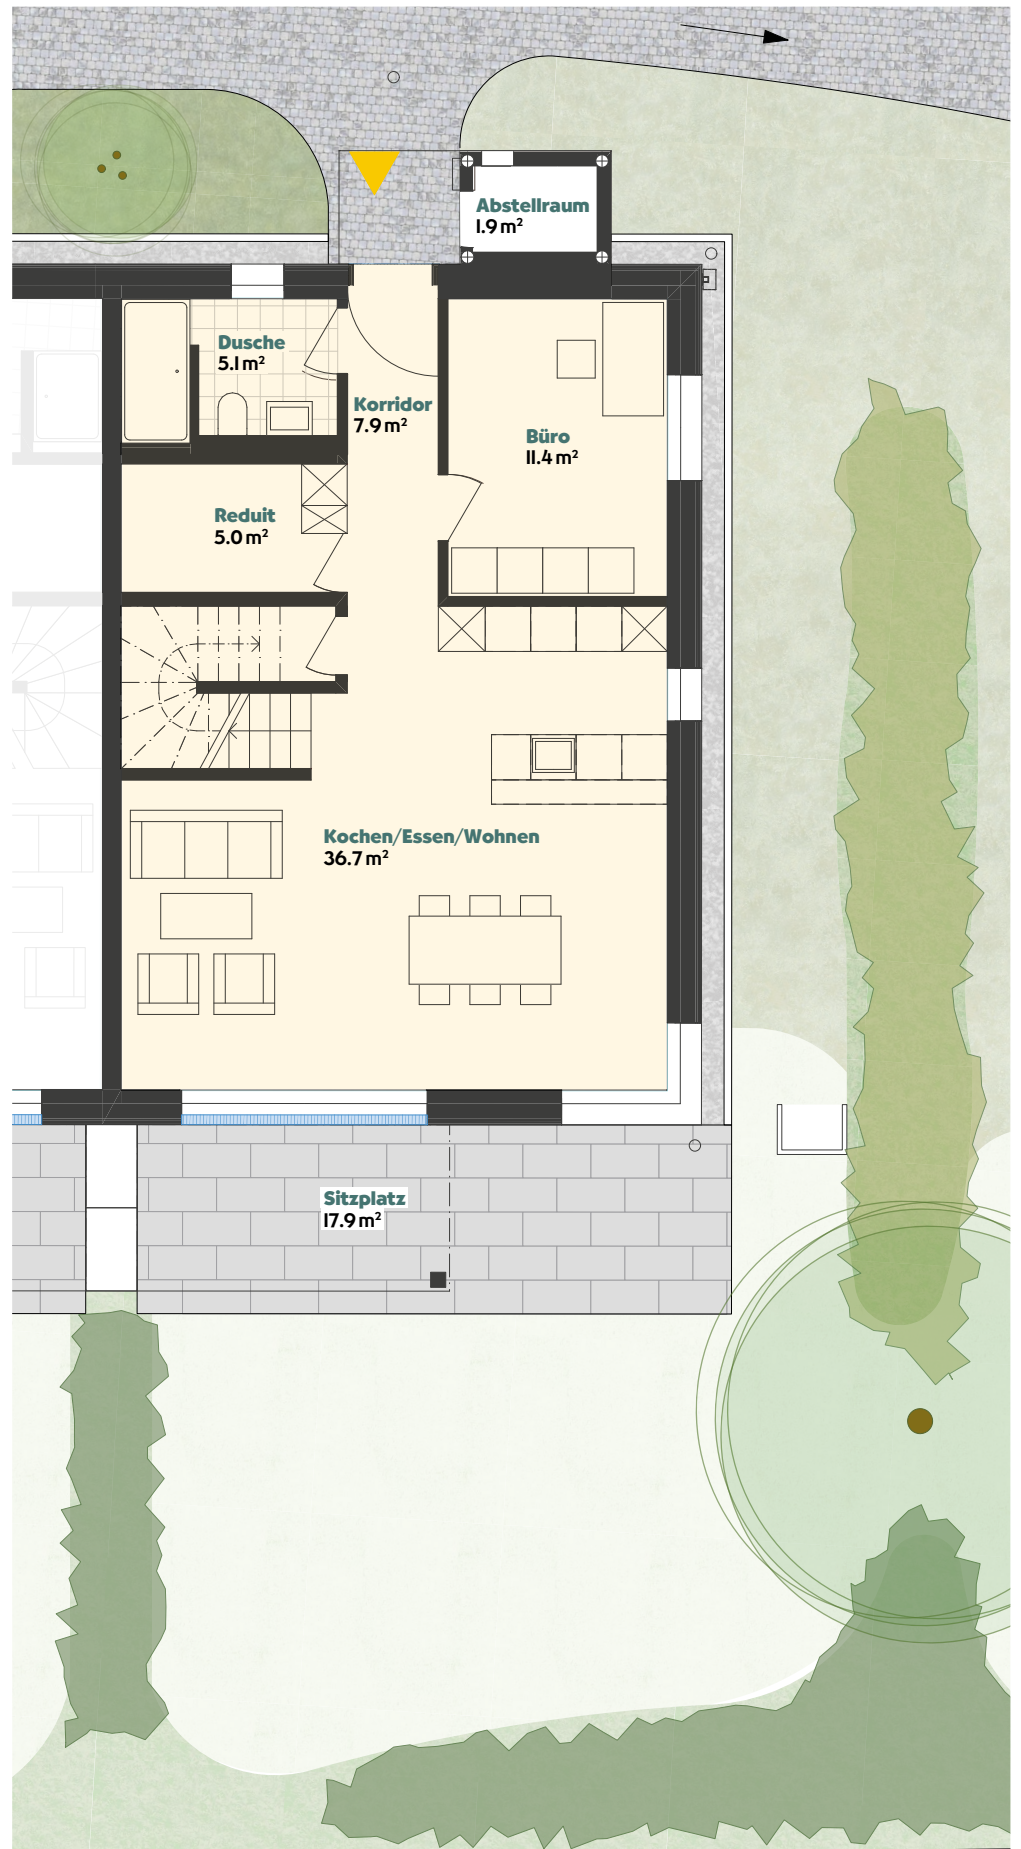 Abstellraum
1.9 m²
Dusche
5.1 m²
Korridor
7.9 m²
Büro
11.4 m²
Reduit
5.0 m²
Kochen/Essen/Wohnen
36.7 m²
Sitzplatz
17.9 m²